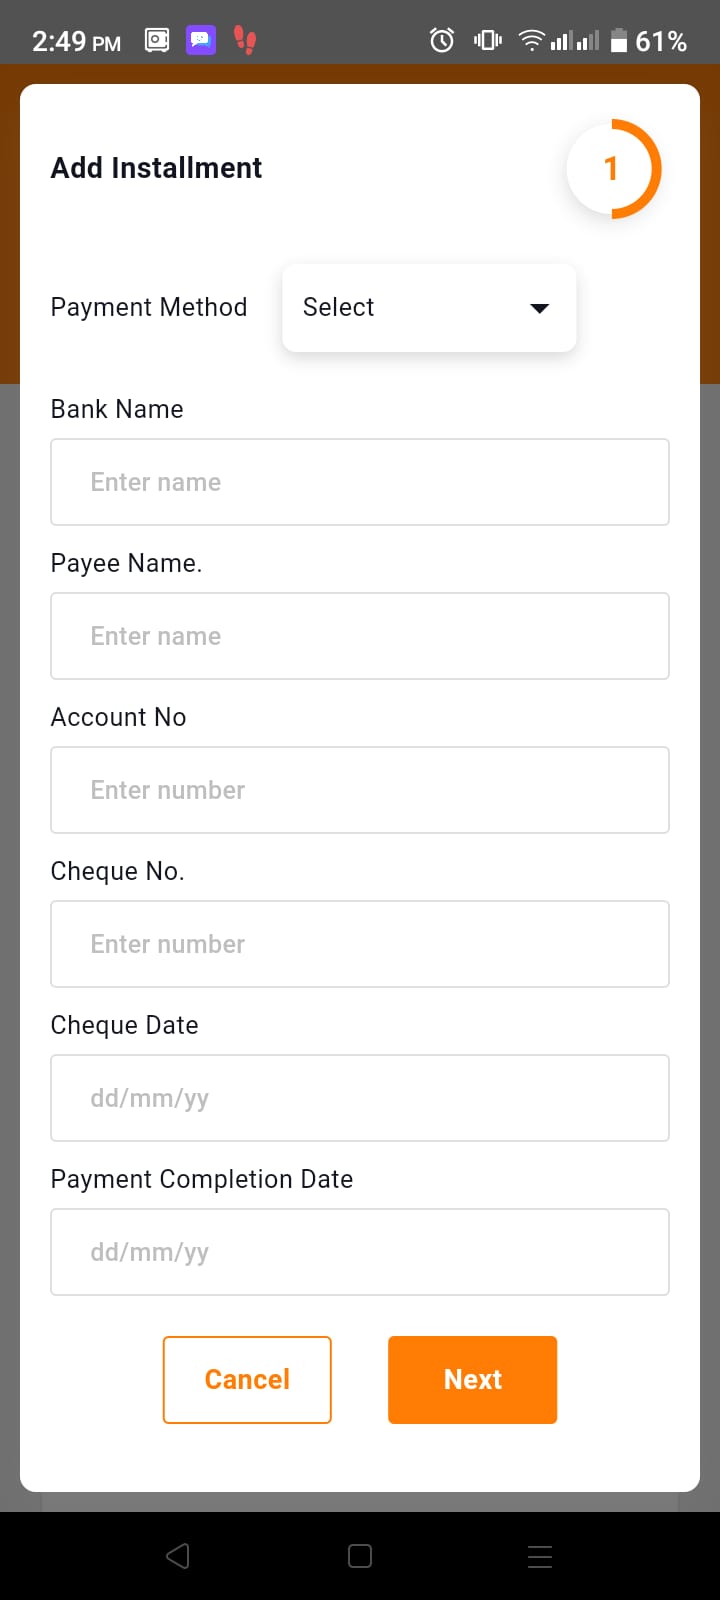 2:49 PM 61%
Add Installment 1
Payment Method Select
Bank Name
Enter name
Payee Name.
Enter name
Account No
Enter number
Cheque No.
Enter number
Cheque Date
dd/mm/yy
Payment Completion Date
dd/mm/yy
Cancel Next